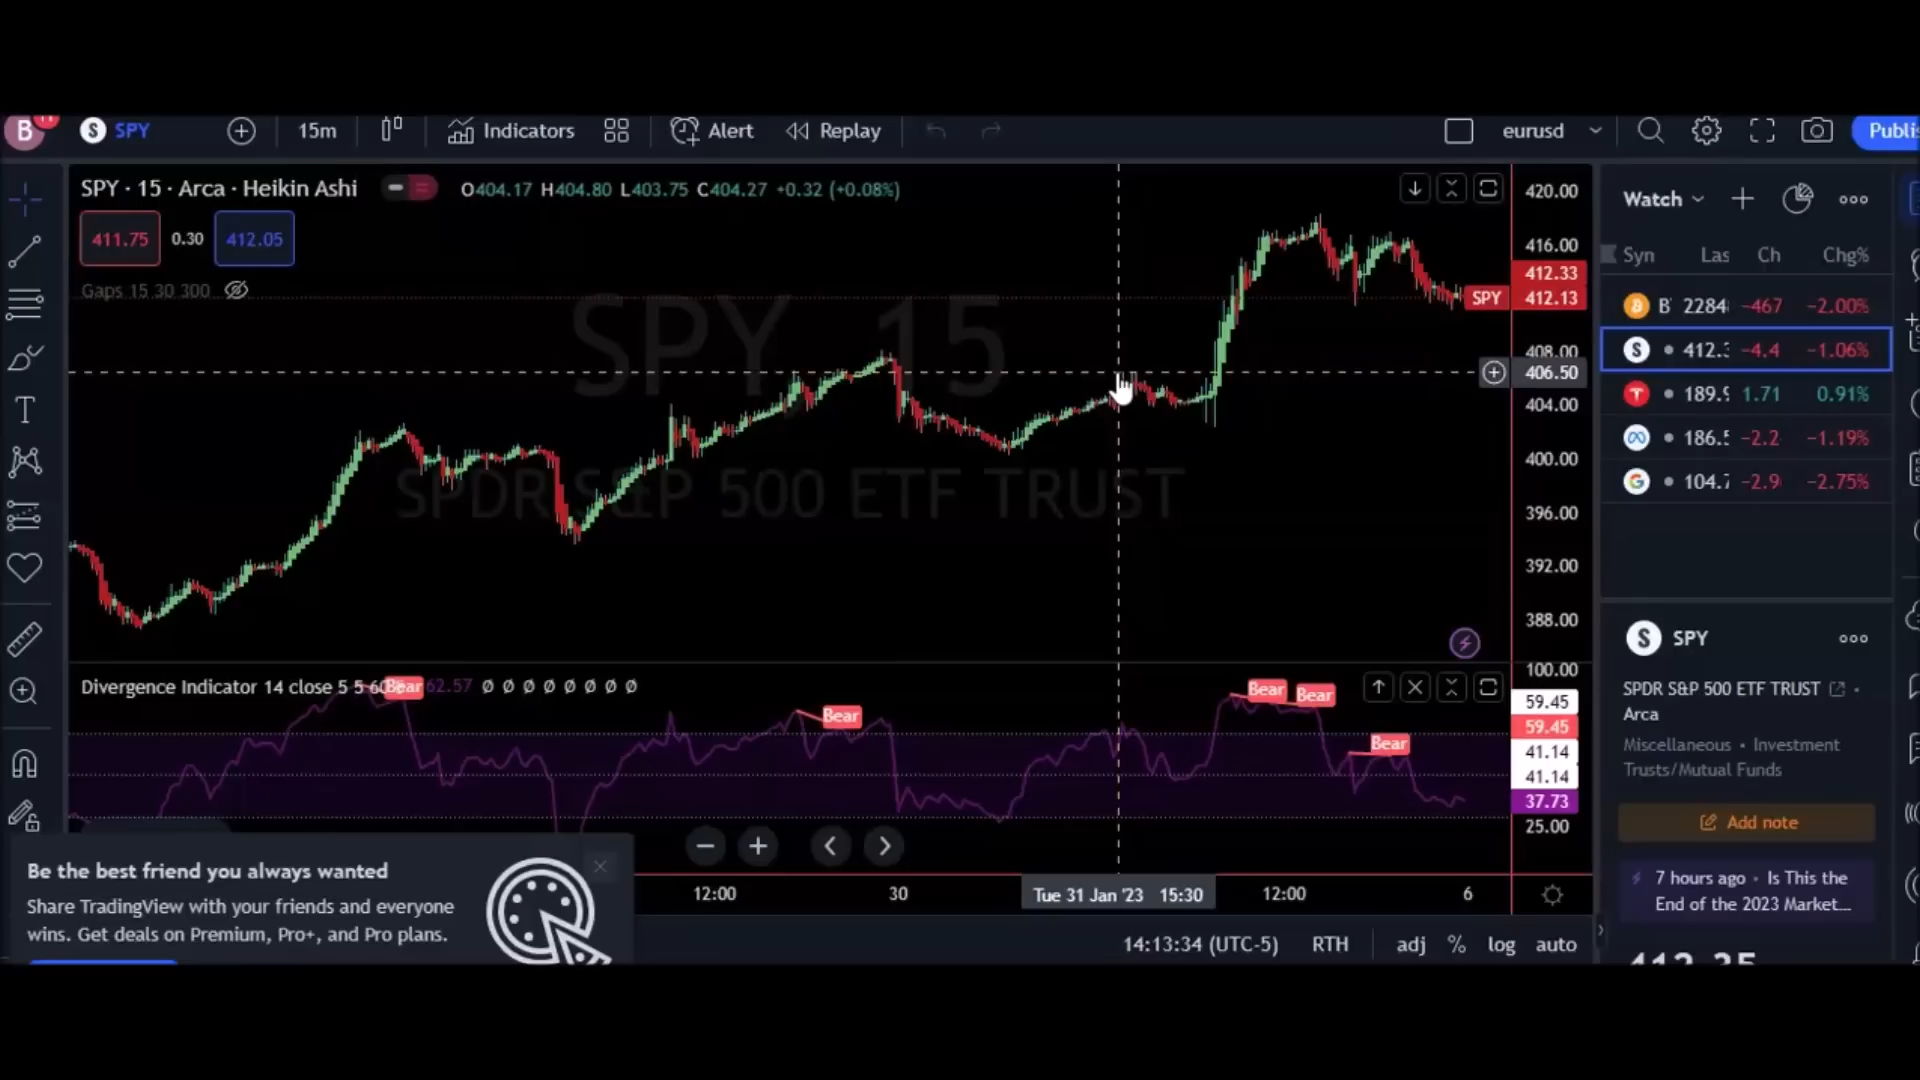 B 11 S SPY 15m Indicators Alert Replay eurusd Publi
SPY · 15 · Arca · Heikin Ashi O404.17 H404.80 L403.75 C404.27 +0.32 (+0.08%)
411.75 0.30 412.05
Gaps 15 30 300
SPY, 15
SPDR S&P 500 ETF TRUST
420.00
416.00
412.33
SPY 412.13
408.00
406.50
404.00
400.00
396.00
392.00
388.00
Divergence Indicator 14 close 5 5 60 Bear 62.57 Ø Ø Ø Ø Ø Ø Ø Ø
Bear
Bear
Bear
Bear
100.00
59.45
59.45
41.14
41.14
37.73
25.00
12:00 30 Tue 31 Jan '23 15:30 12:00 6
14:13:34 (UTC-5) RTH adj % log auto
Be the best friend you always wanted
Share TradingView with your friends and everyone
wins. Get deals on Premium, Pro+, and Pro plans.
Watch
Syn Las Ch Chg%
B 2284 −467 −2.00%
S 412.3 −4.4 −1.06%
T 189.9 1.71 0.91%
186.5 −2.2 −1.19%
G 104.7 −2.9 −2.75%
S SPY
SPDR S&P 500 ETF TRUST ·
Arca
Miscellaneous • Investment
Trusts/Mutual Funds
Add note
7 hours ago • Is This the
End of the 2023 Market...
412.35